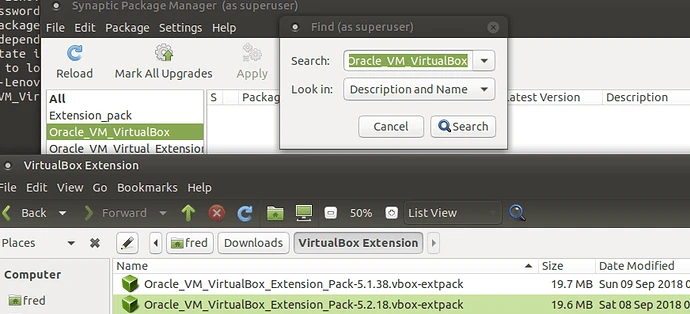 Synaptic Package Manager (as superuser)
Find (as superuser)
File Edit Package Settings Help
Search: Oracle_VM_VirtualBox
Reload Mark All Upgrades Apply
Look in: Description and Name
All
S Packag
Latest Version Description
Extension_pack
Oracle_VM_VirtualBox
Cancel Search
Oracle_VM_Virtual_Extension
VirtualBox Extension
File Edit View Go Bookmarks Help
Back Forward 50% List View
Places fred Downloads VirtualBox Extension
Name Size Date Modified
Computer
Oracle_VM_VirtualBox_Extension_Pack-5.1.38.vbox-extpack 19.7 MB Sun 09 Sep 2018 0
fred
Oracle_VM_VirtualBox_Extension_Pack-5.2.18.vbox-extpack 19.6 MB Sat 08 Sep 2018 0